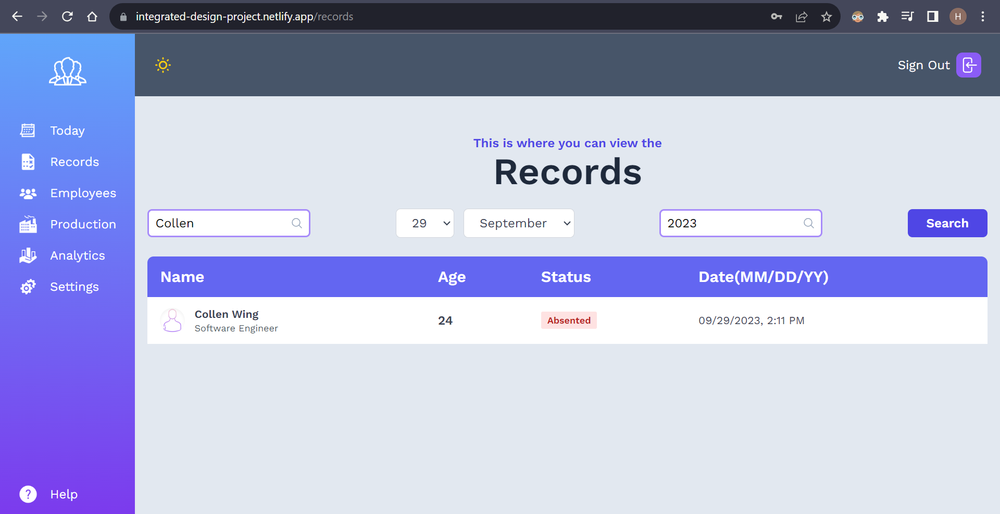 integrated-design-project.netlify.app/records
H
Sign Out
Today
Records
Employees
Production
Analytics
Settings
Help
This is where you can view the
Records
Collen
29
September
2023
Search
Name Age Status Date(MM/DD/YY)
Collen Wing
Software Engineer
24
Absented
09/29/2023, 2:11 PM